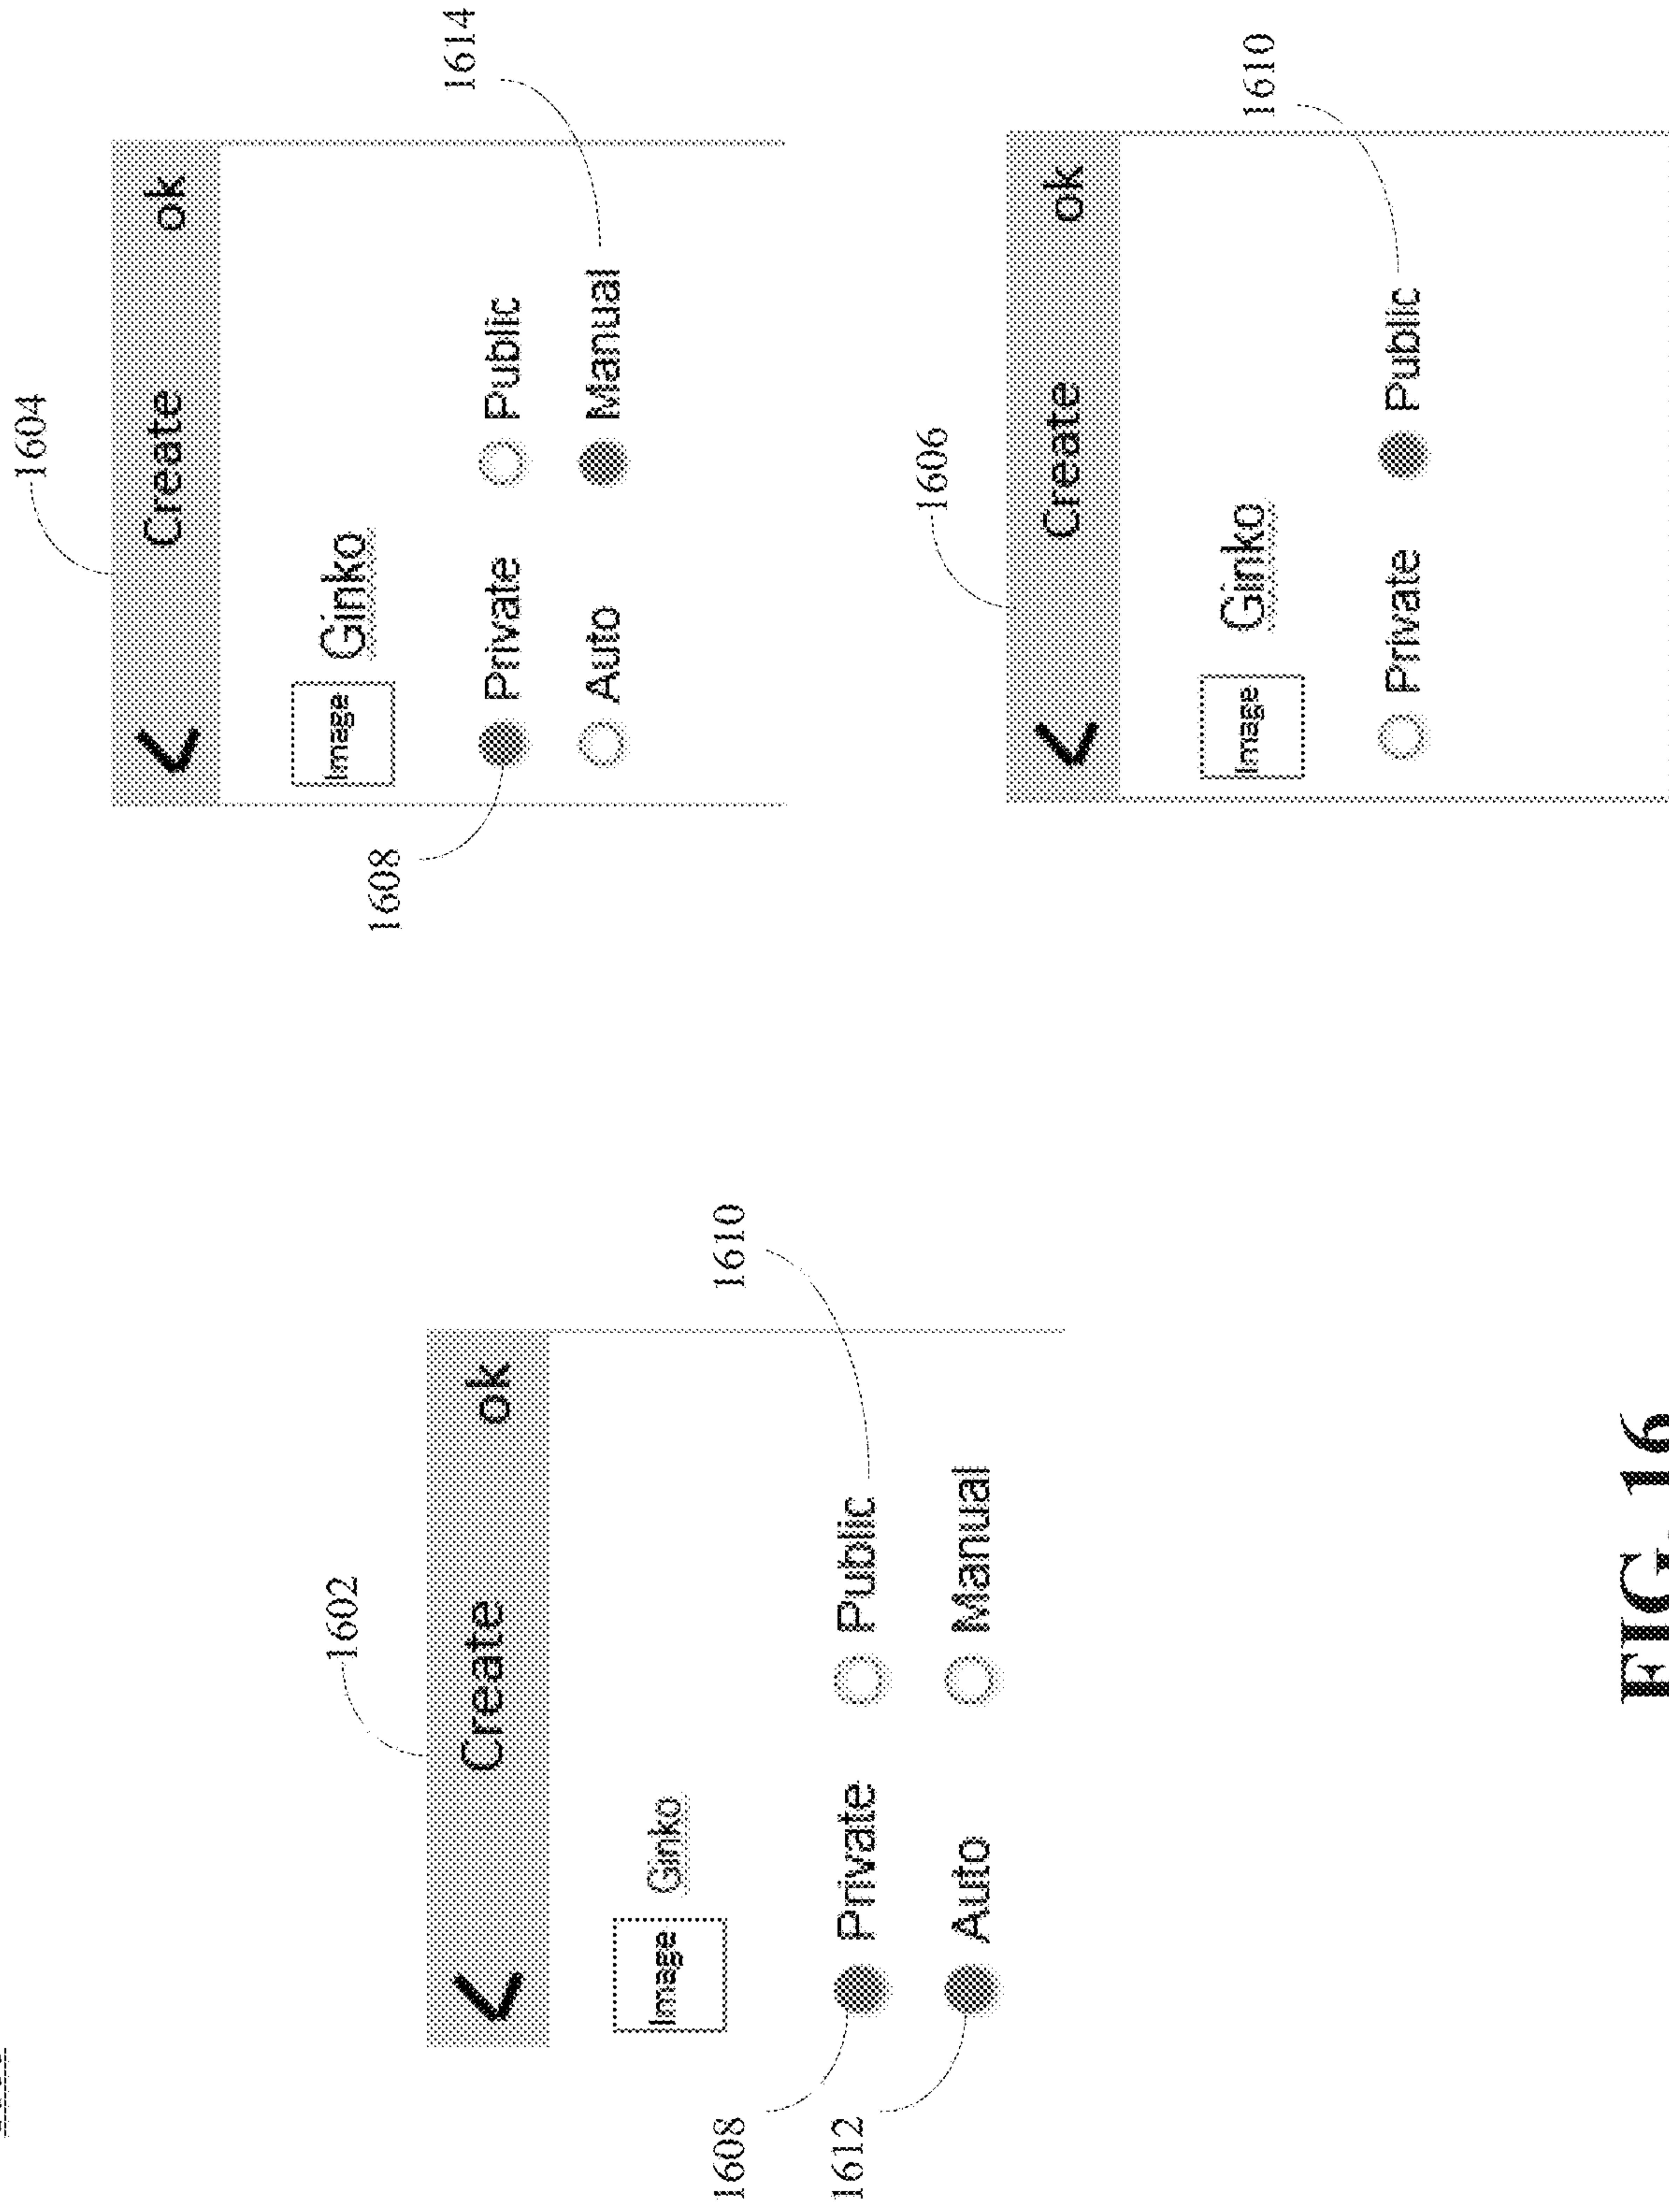 1602
Create ok
Image Ginko
Private Public
Auto Manual
1608
1610
1612
1604
Create ok
Image Ginko
Private Public
Auto Manual
1608
1614
1606
Create ok
Image Ginko
Private Public
1610
FIG. 16